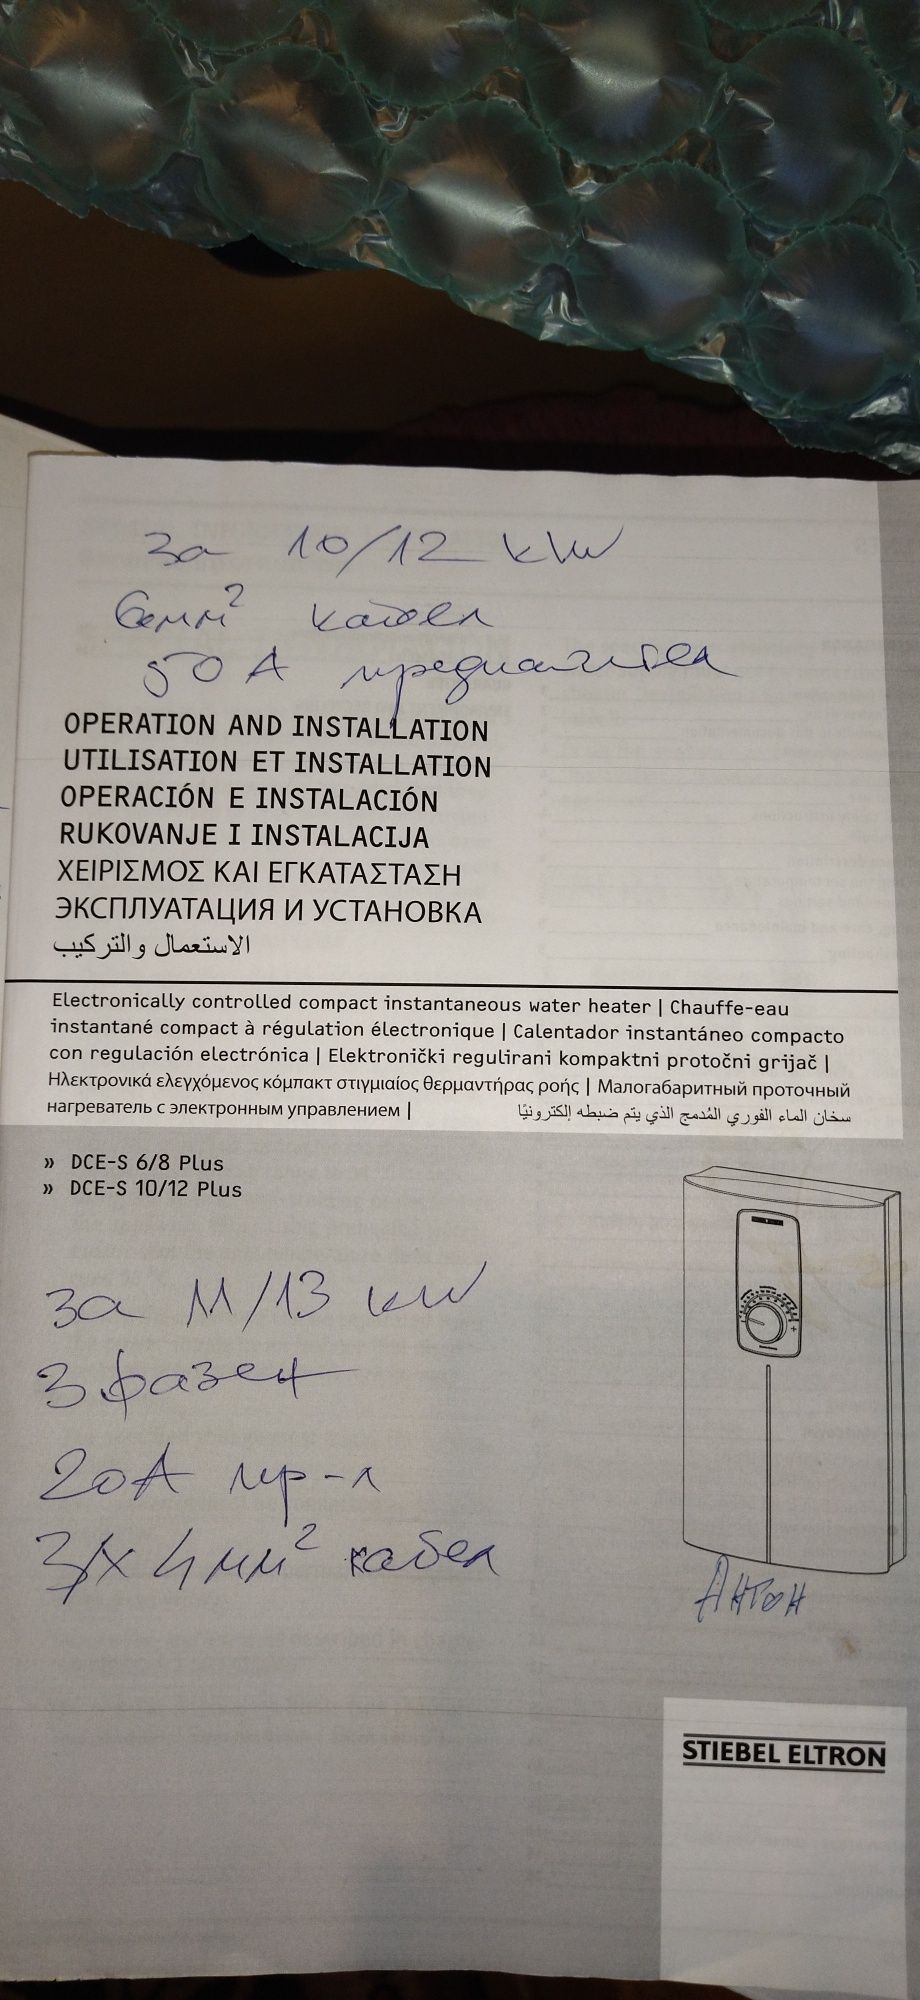 за 10/12 kW
6мм² кабел
50 А предпазител
OPERATION AND INSTALLATION
UTILISATION ET INSTALLATION
OPERACIÓN E INSTALACIÓN
RUKOVANJE I INSTALACIJA
ΧΕΙΡΙΣΜΟΣ ΚΑΙ ΕΓΚΑΤΑΣΤΑΣΗ
ЭКСПЛУАТАЦИЯ И УСТАНОВКА
الاستعمال والتركيب
Electronically controlled compact instantaneous water heater | Chauffe-eau
instantané compact à régulation électronique | Calentador instantáneo compacto
con regulación electrónica | Elektronički regulirani kompaktni protočni grijač |
Ηλεκτρονικά ελεγχόμενος κόμπακτ στιγμιαίος θερμαντήρας ροής | Малогабаритный проточный
нагреватель с электронным управлением | سخان الماء الفوري المُدمج الذي يتم ضبطه إلكترونيًا
» DCE-S 6/8 Plus
» DCE-S 10/12 Plus
за 11/13 kW
3 фазен
20А пр-л
3х 4мм² кабел
Антон
STIEBEL ELTRON